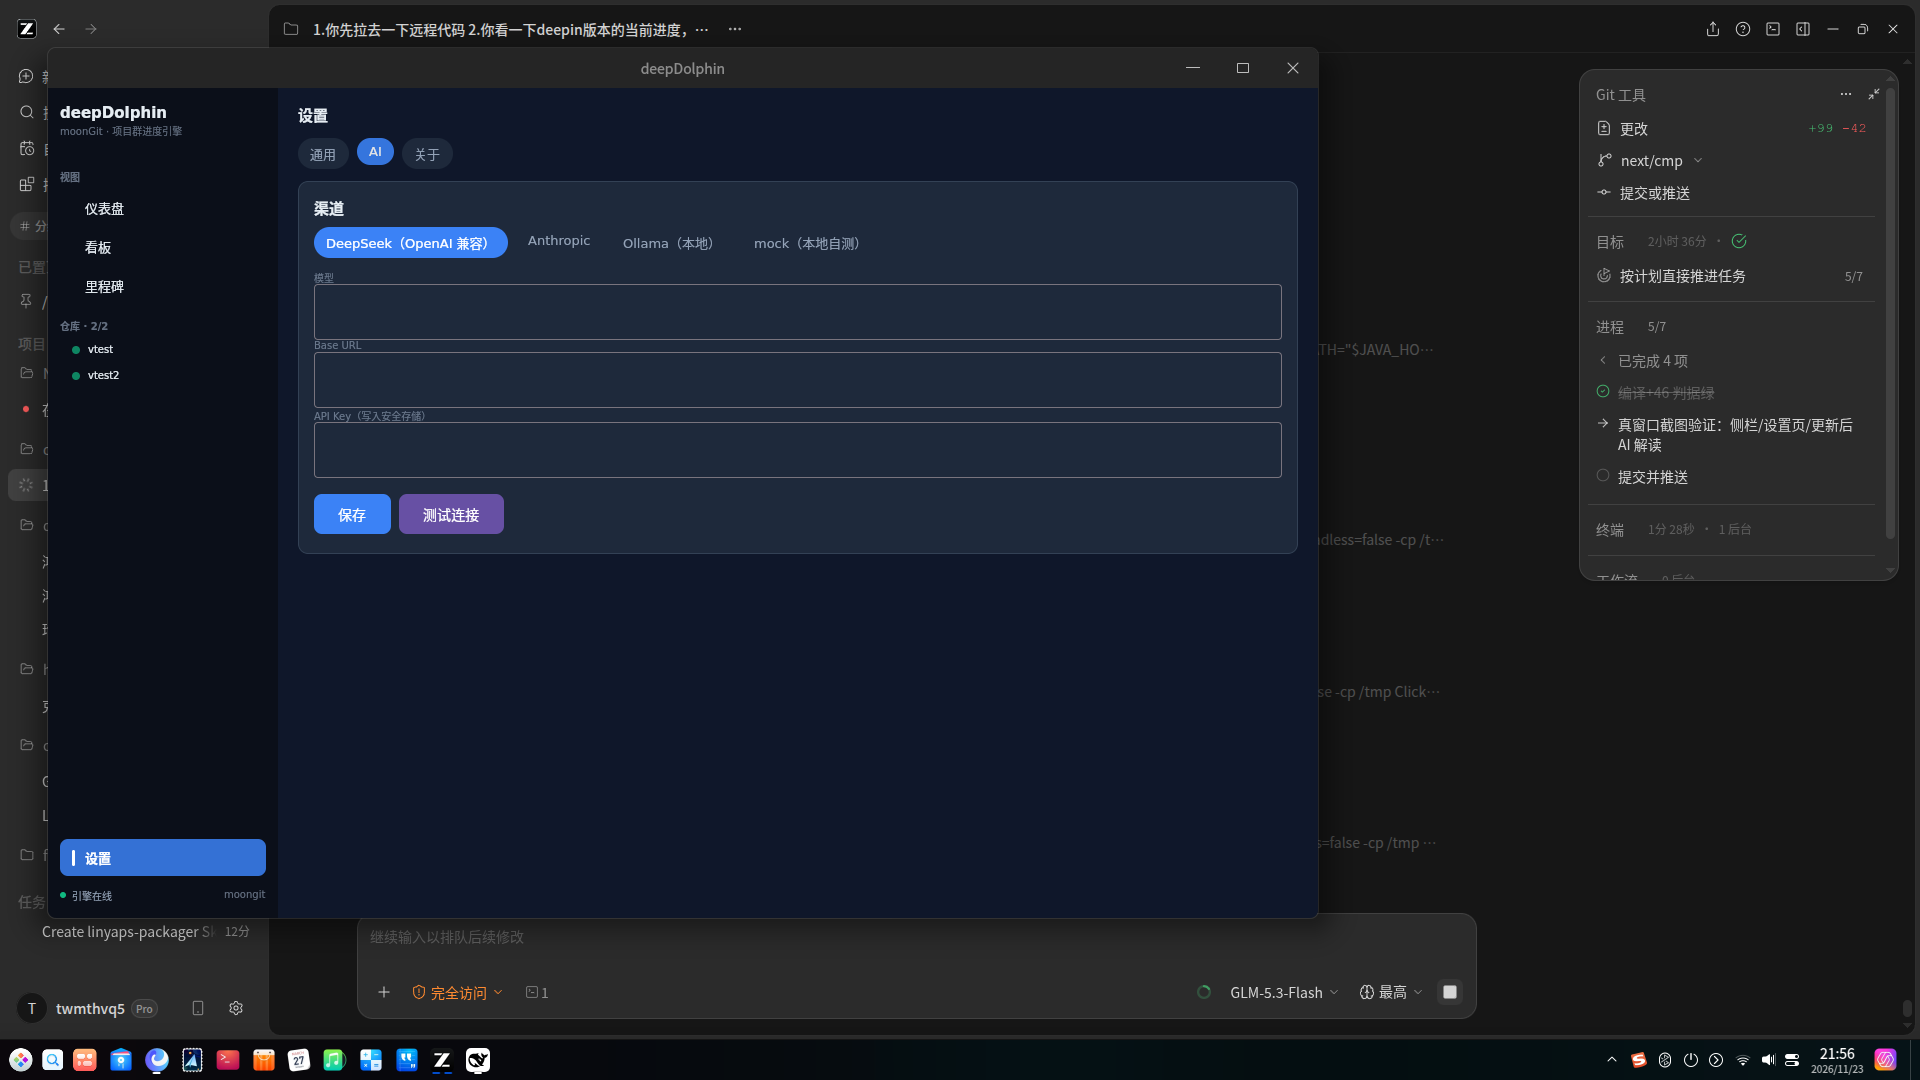 1.你先拉去一下远程代码 2.你看一下deepin版本的当前进度，…
deepDolphin
deepDolphin
moonGit · 项目群进度引擎
视图
仪表盘
看板
里程碑
仓库 · 2/2
vtest
vtest2
设置
引擎在线 moongit
设置
通用 AI 关于
渠道
DeepSeek（OpenAI 兼容） Anthropic Ollama（本地） mock（本地自测）
模型
Base URL
API Key（写入安全存储）
保存 测试连接
# 分
已置
项目
任务
Create linyaps-packager 12分
T twmthvq5 Pro
TH="$JAVA_HO…
dless=false -cp /t…
se -cp /tmp Click…
s=false -cp /tmp …
继续输入以排队后续修改
完全访问 1 GLM-5.3-Flash 最高
Git 工具
更改 +99 -42
next/cmp
提交或推送
目标 2小时 36分 ·
按计划直接推进任务 5/7
进程 5/7
已完成 4 项
编译+46 判据绿
真窗口截图验证：侧栏/设置页/更新后
AI 解读
提交并推送
终端 1分 28秒 · 1 后台
27
21:56
2026/11/23